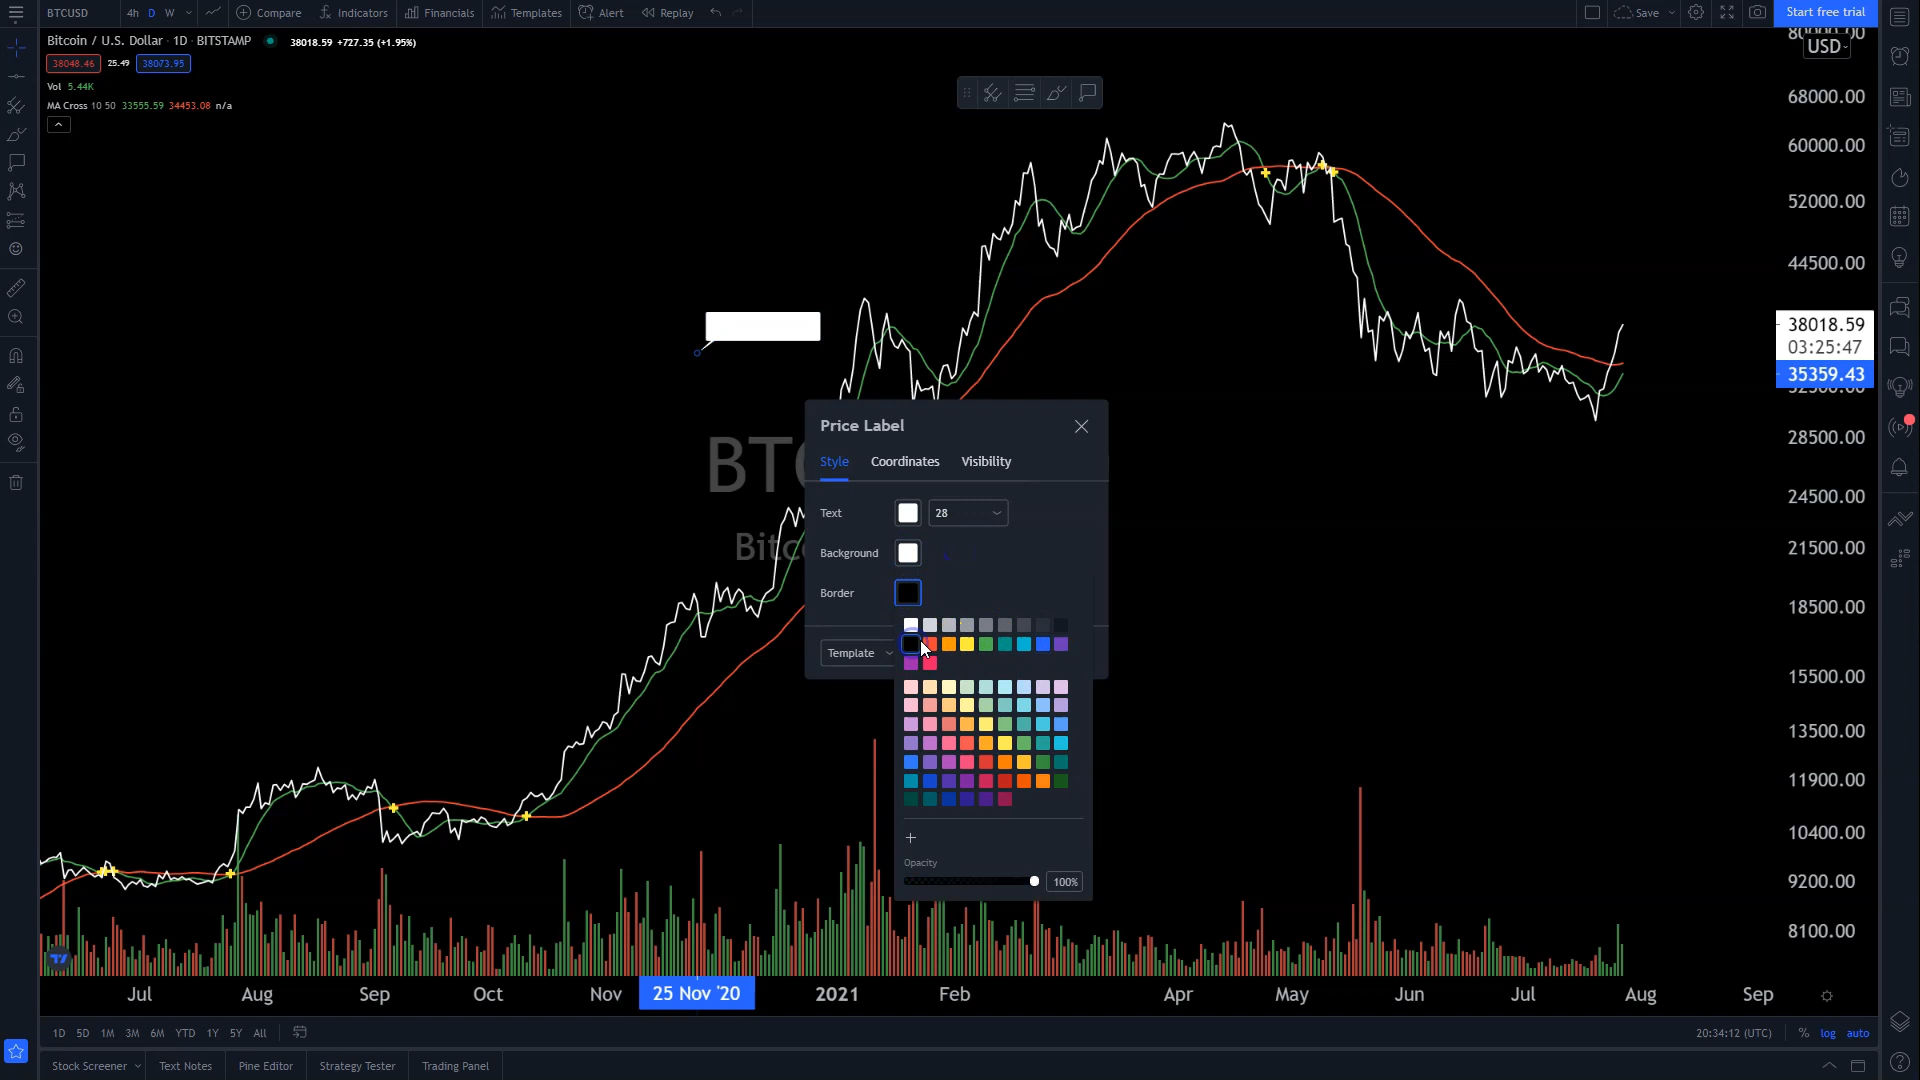 BTCUSD 4h D W Compare Indicators Financials Templates Alert Replay Save Start free trial
Bitcoin / U.S. Dollar · 1D · BITSTAMP 38018.59 +727.35 (+1.95%)
USD
38048.46 25.49 38073.95
Vol 5.44K
MA Cross 10 50 33555.59 34453.08 n/a
68000.00
60000.00
52000.00
44500.00
38018.59
03:25:47
35359.43
28500.00
24500.00
21500.00
18500.00
15500.00
13500.00
11900.00
10400.00
9200.00
8100.00
Price Label
Style Coordinates Visibility
Text 28
Background
Border
Template
Opacity
100%
Jul Aug Sep Oct Nov 25 Nov '20 2021 Feb Apr May Jun Jul Aug Sep
1D 5D 1M 3M 6M YTD 1Y 5Y All 20:34:12 (UTC) % log auto
Stock Screener Text Notes Pine Editor Strategy Tester Trading Panel